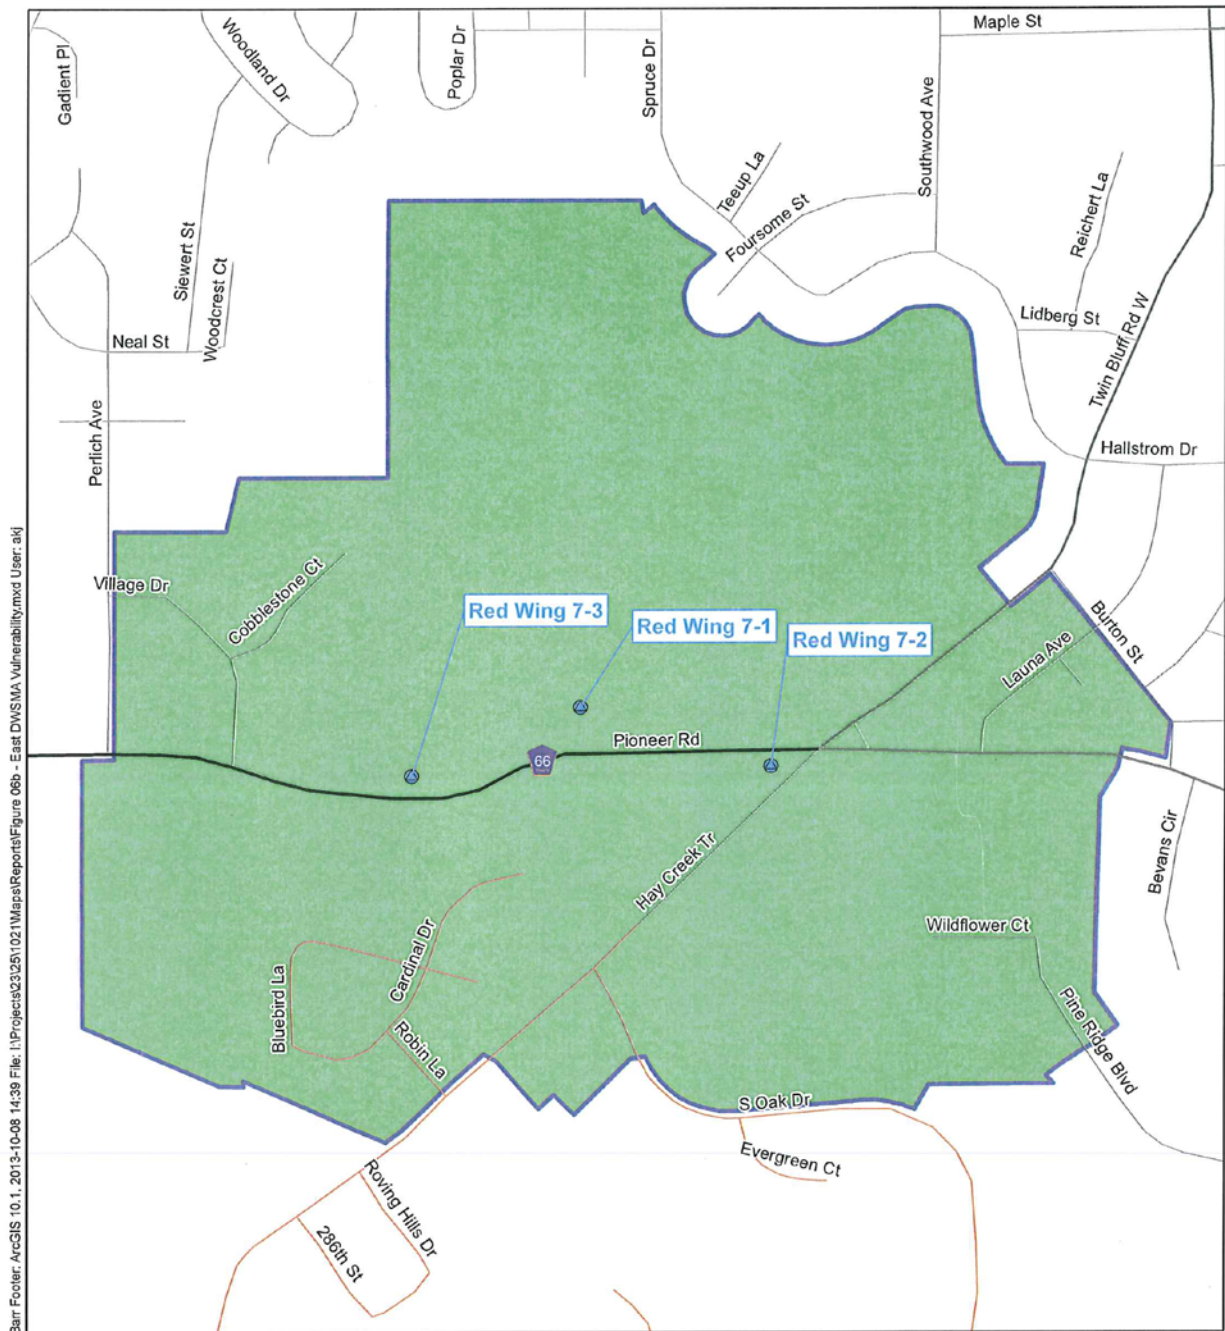 Maple St
Gadient Pl
Woodland Dr
Poplar Dr
Spruce Dr
Southwood Ave
Teeup La
Foursome St
Reichert La
Siewert St
Woodcrest Ct
Neal St
Lidberg St
Twin Bluff Rd W
Perlich Ave
Hallstrom Dr
Village Dr
Cobblestone Ct
Red Wing 7-3
Red Wing 7-1
Red Wing 7-2
Launa Ave
Burton St
Pioneer Rd
66
Hay Creek Tr
Bevans Cir
Cardinal Dr
Wildflower Ct
Bluebird La
Robin La
Pine Ridge Blvd
S Oak Dr
Evergreen Ct
Roving Hills Dr
286th St
Barr Footer: ArcGIS 10.1, 2013-10-08 14:39 File: I:\Projects\23\25\1021\Maps\Reports\Figure 06b - East DWSMA Vulnerability.mxd User: akj